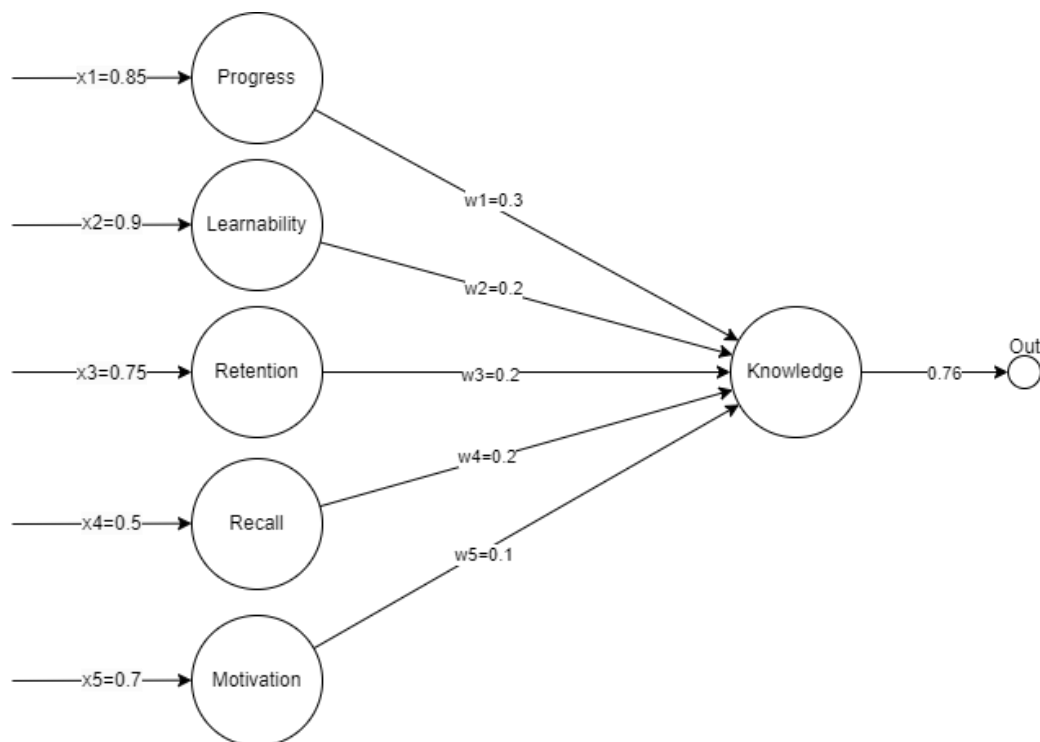 x1=0.85
Progress
w1=0.3
x2=0.9
Learnability
w2=0.2
x3=0.75
Retention
w3=0.2
Knowledge
0.76
Out
w4=0.2
x4=0.5
Recall
w5=0.1
x5=0.7
Motivation